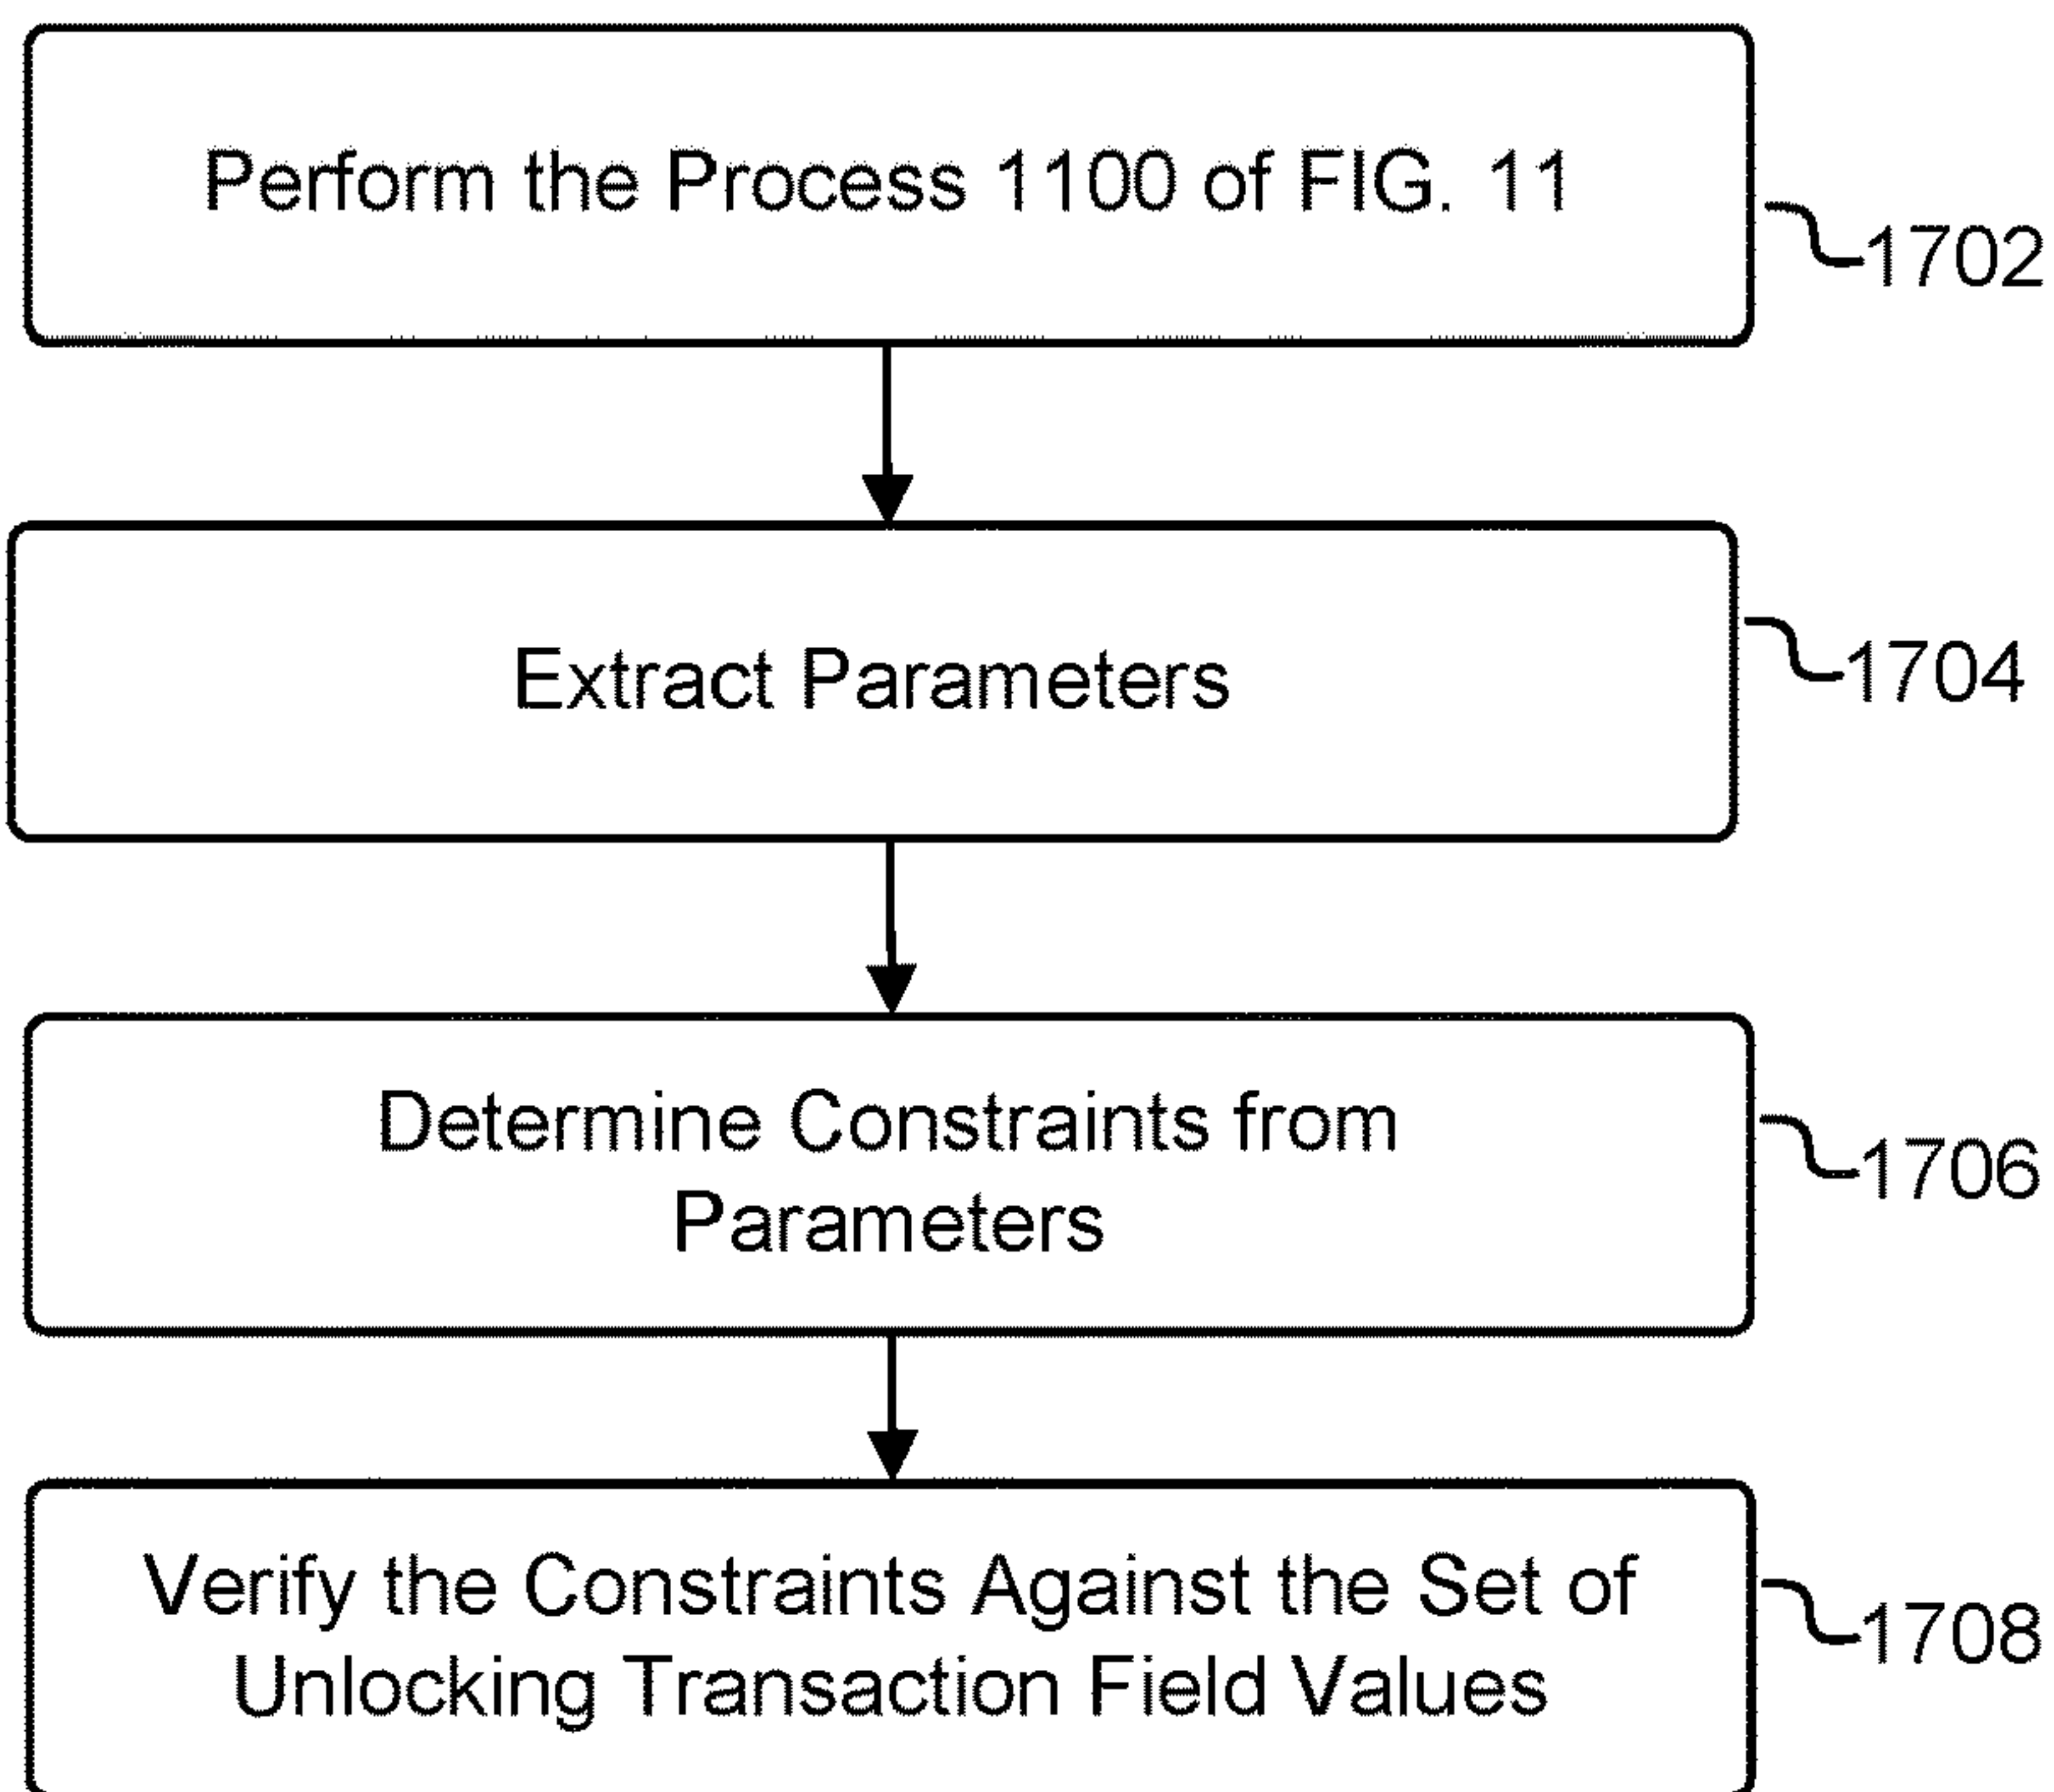 Perform the Process 1100 of FIG. 11
1702
Extract Parameters
1704
Determine Constraints from
Parameters
1706
Verify the Constraints Against the Set of
Unlocking Transaction Field Values
1708